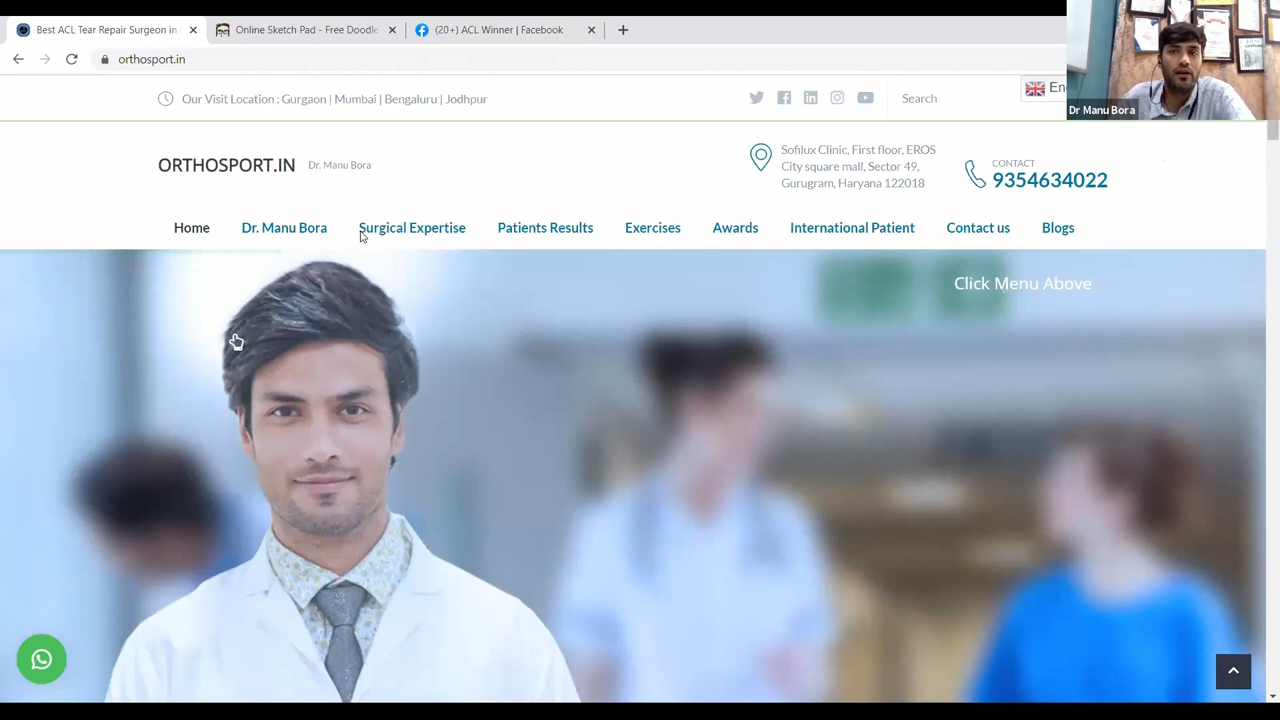 Best ACL Tear Repair Surgeon in
Online Sketch Pad - Free Doodle
(20+) ACL Winner | Facebook
orthosport.in
Our Visit Location : Gurgaon | Mumbai | Bengaluru | Jodhpur
Search
En
Dr Manu Bora
ORTHOSPORT.IN
Dr. Manu Bora
Sofilux Clinic, First floor, EROS
City square mall, Sector 49,
Gurugram, Haryana 122018
CONTACT
9354634022
Home
Dr. Manu Bora
Surgical Expertise
Patients Results
Exercises
Awards
International Patient
Contact us
Blogs
Click Menu Above